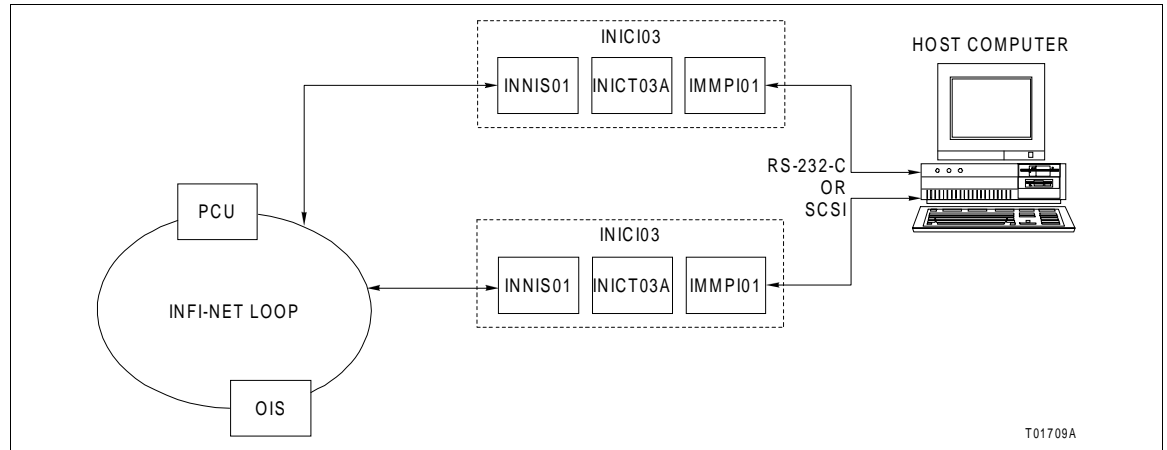 INICI03
HOST COMPUTER
INNIS01
INICT03A
IMMPI01
RS-232-C
OR
SCSI
PCU
INICI03
INNIS01
INICT03A
IMMPI01
INFI-NET LOOP
OIS
T01709A